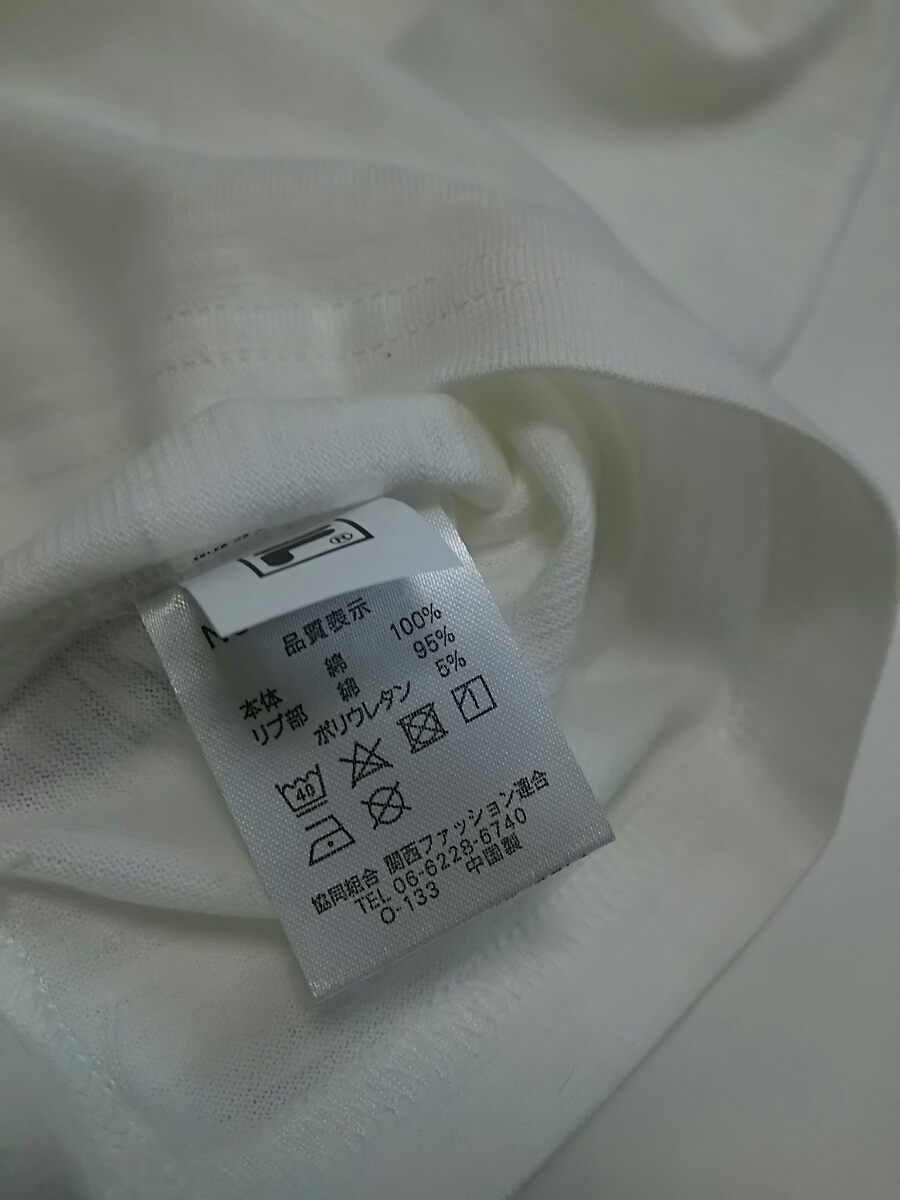 品質表示
本体 綿 100%
リブ部 綿 95%
ポリウレタン 5%
40
協同組合 関西ファッション連合
TEL 06-6228-6740
O-133 中国製